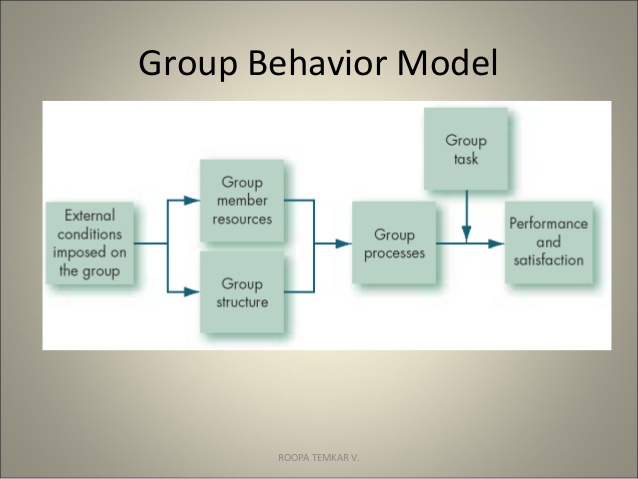 Group Behavior Model
External
conditions
imposed on
the group
Group
member
resources
Group
structure
Group
processes
Group
task
Performance
and
satisfaction
ROOPA TEMKAR V.